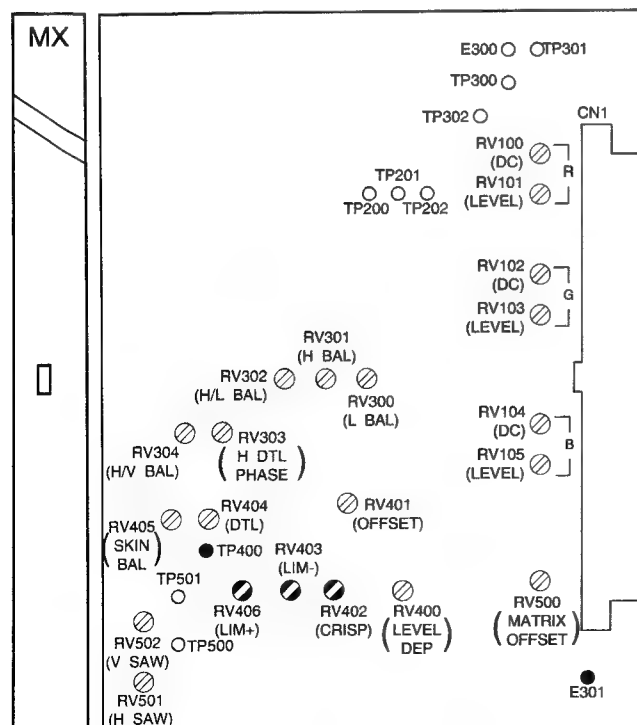 MX
E300 TP301
TP300
CN1
TP302
RV100
(DC)
R
TP201
RV101
(LEVEL)
TP200 TP202
RV102
(DC)
G
RV103
(LEVEL)
RV301
(H BAL)
RV302
(H/L BAL)
RV300
(L BAL)
RV104
(DC)
B
RV105
(LEVEL)
RV304
(H/V BAL)
RV303
(H DTL
PHASE)
RV404
(DTL)
RV401
(OFFSET)
RV405
(SKIN
BAL)
TP400
RV403
(LIM-)
TP501
RV406
(LIM+)
RV402
(CRISP)
RV400
(LEVEL
DEP)
RV500
(MATRIX
OFFSET)
RV502
(V SAW)
TP500
RV501
(H SAW)
E301